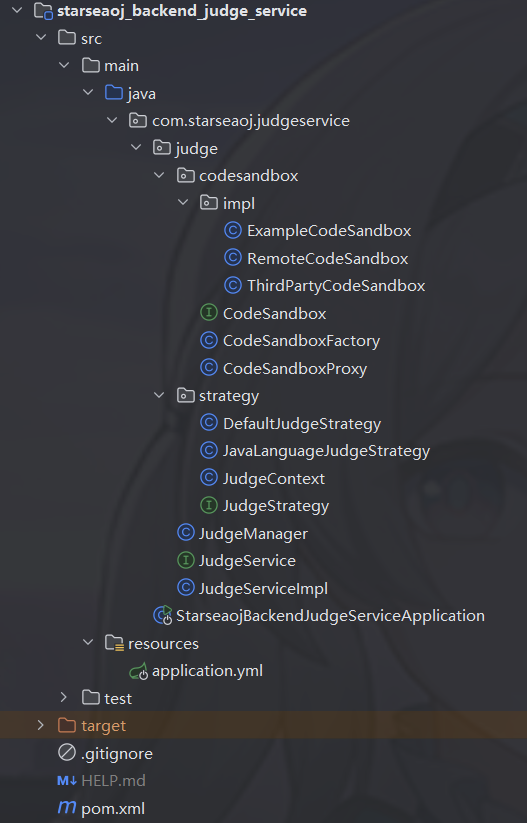 starseaoj_backend_judge_service
src
main
java
com.starseaoj.judgeservice
judge
codesandbox
impl
ExampleCodeSandbox
RemoteCodeSandbox
ThirdPartyCodeSandbox
CodeSandbox
CodeSandboxFactory
CodeSandboxProxy
strategy
DefaultJudgeStrategy
JavaLanguageJudgeStrategy
JudgeContext
JudgeStrategy
JudgeManager
JudgeService
JudgeServiceImpl
StarseaojBackendJudgeServiceApplication
resources
application.yml
test
target
.gitignore
HELP.md
pom.xml